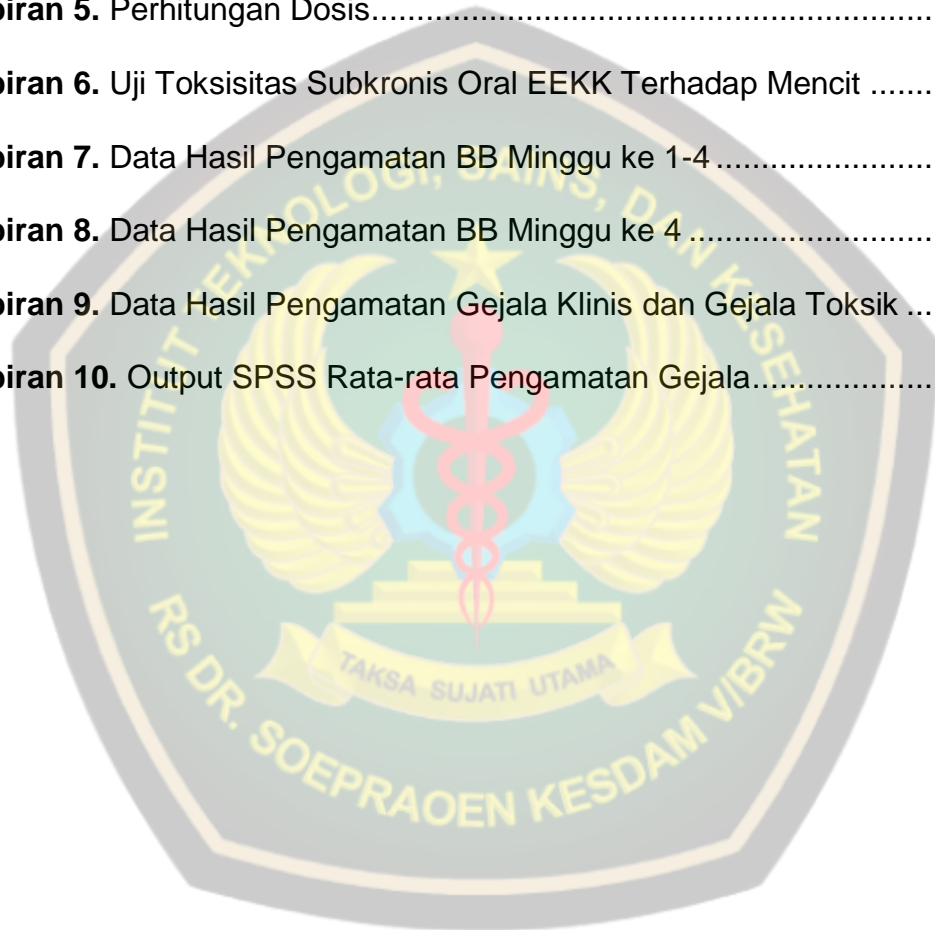 piran 5. Perhitungan Dosis................................................................
piran 6. Uji Toksisitas Subkronis Oral EEKK Terhadap Mencit .......
piran 7. Data Hasil Pengamatan BB Minggu ke 1-4........................
piran 8. Data Hasil Pengamatan BB Minggu ke 4 ...........................
piran 9. Data Hasil Pengamatan Gejala Klinis dan Gejala Toksik ...
piran 10. Output SPSS Rata-rata Pengamatan Gejala....................
INSTITUT TEKNOLOGI, SAINS, DAN KESEHATAN
TAKSA SUJATI UTAMA
RS DR. SOEPRAOEN KESDAM V/BRW